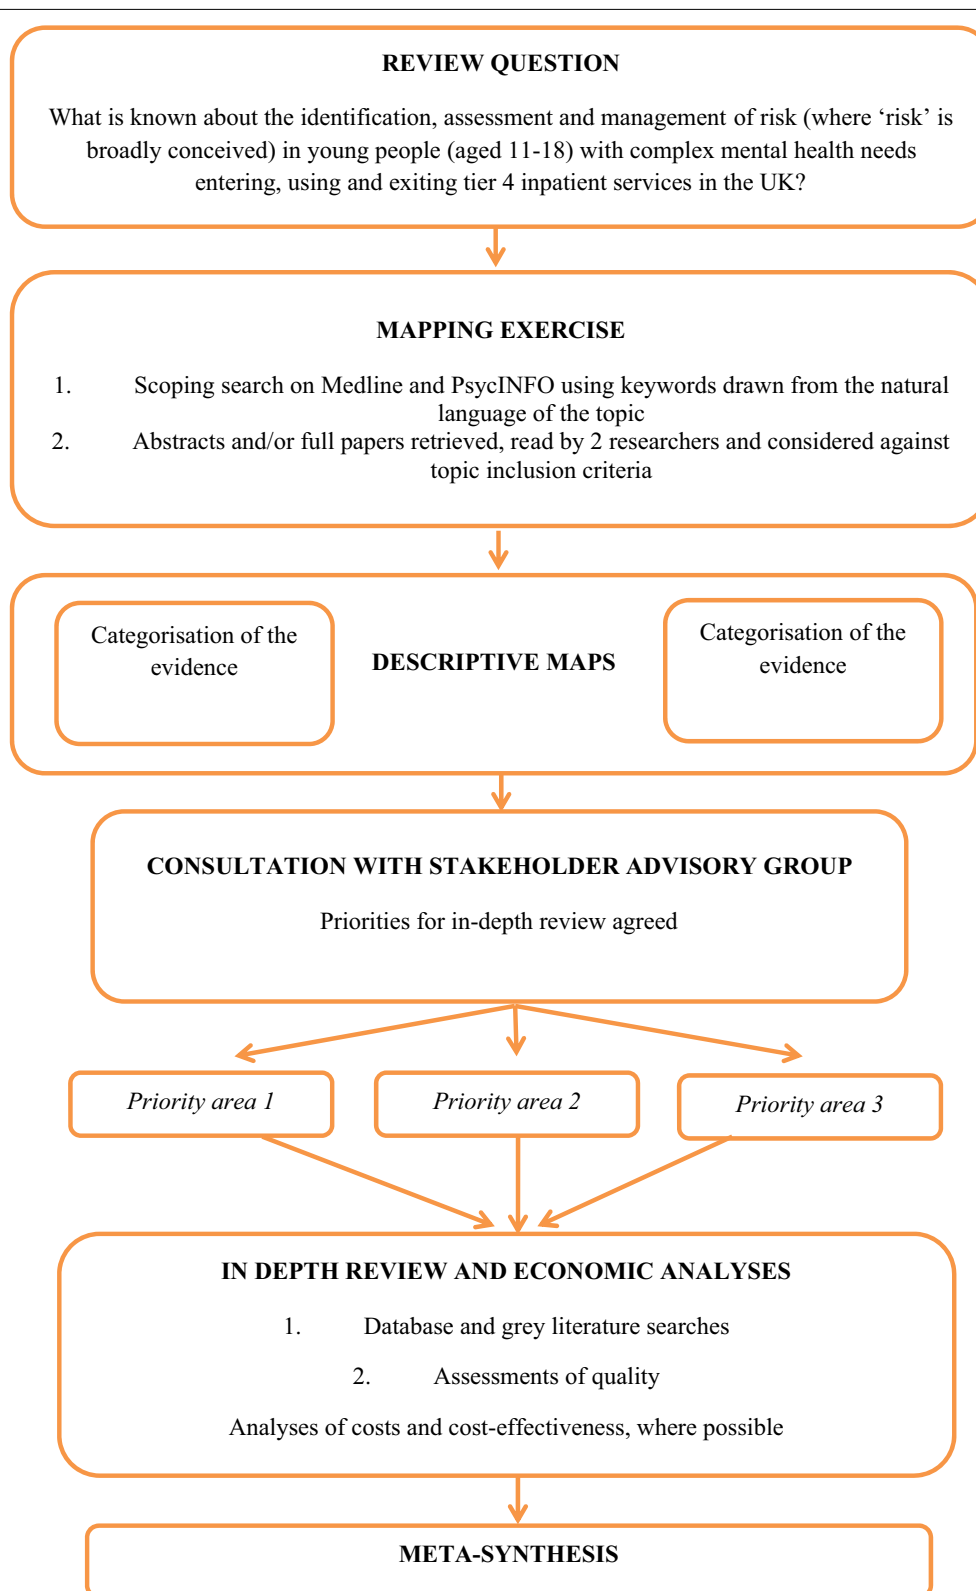 REVIEW QUESTION
What is known about the identification, assessment and management of risk (where ‘risk’ is
broadly conceived) in young people (aged 11-18) with complex mental health needs
entering, using and exiting tier 4 inpatient services in the UK?
MAPPING EXERCISE
1. Scoping search on Medline and PsycINFO using keywords drawn from the natural
language of the topic
2. Abstracts and/or full papers retrieved, read by 2 researchers and considered against
topic inclusion criteria
Categorisation of the
evidence
DESCRIPTIVE MAPS
Categorisation of the
evidence
CONSULTATION WITH STAKEHOLDER ADVISORY GROUP
Priorities for in-depth review agreed
Priority area 1
Priority area 2
Priority area 3
IN DEPTH REVIEW AND ECONOMIC ANALYSES
1. Database and grey literature searches
2. Assessments of quality
Analyses of costs and cost-effectiveness, where possible
META-SYNTHESIS